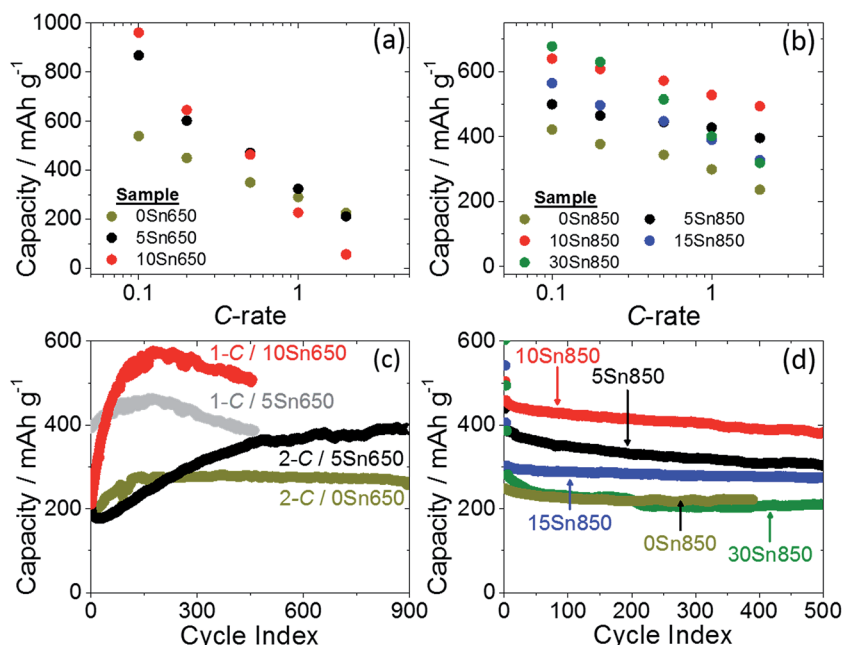 (a)
Capacity / mAh g⁻¹
1000
800
600
400
200
0
Sample
0Sn650
5Sn650
10Sn650
0.1
1
C-rate
(b)
Capacity / mAh g⁻¹
600
400
200
0
Sample
0Sn850
5Sn850
10Sn850
15Sn850
30Sn850
0.1
1
C-rate
(c)
Capacity / mAh g⁻¹
600
400
200
0
1-C / 10Sn650
1-C / 5Sn650
2-C / 5Sn650
2-C / 0Sn650
0
300
600
900
Cycle Index
(d)
Capacity / mAh g⁻¹
600
400
200
0
10Sn850
5Sn850
15Sn850
0Sn850
30Sn850
0
100
200
300
400
500
Cycle Index